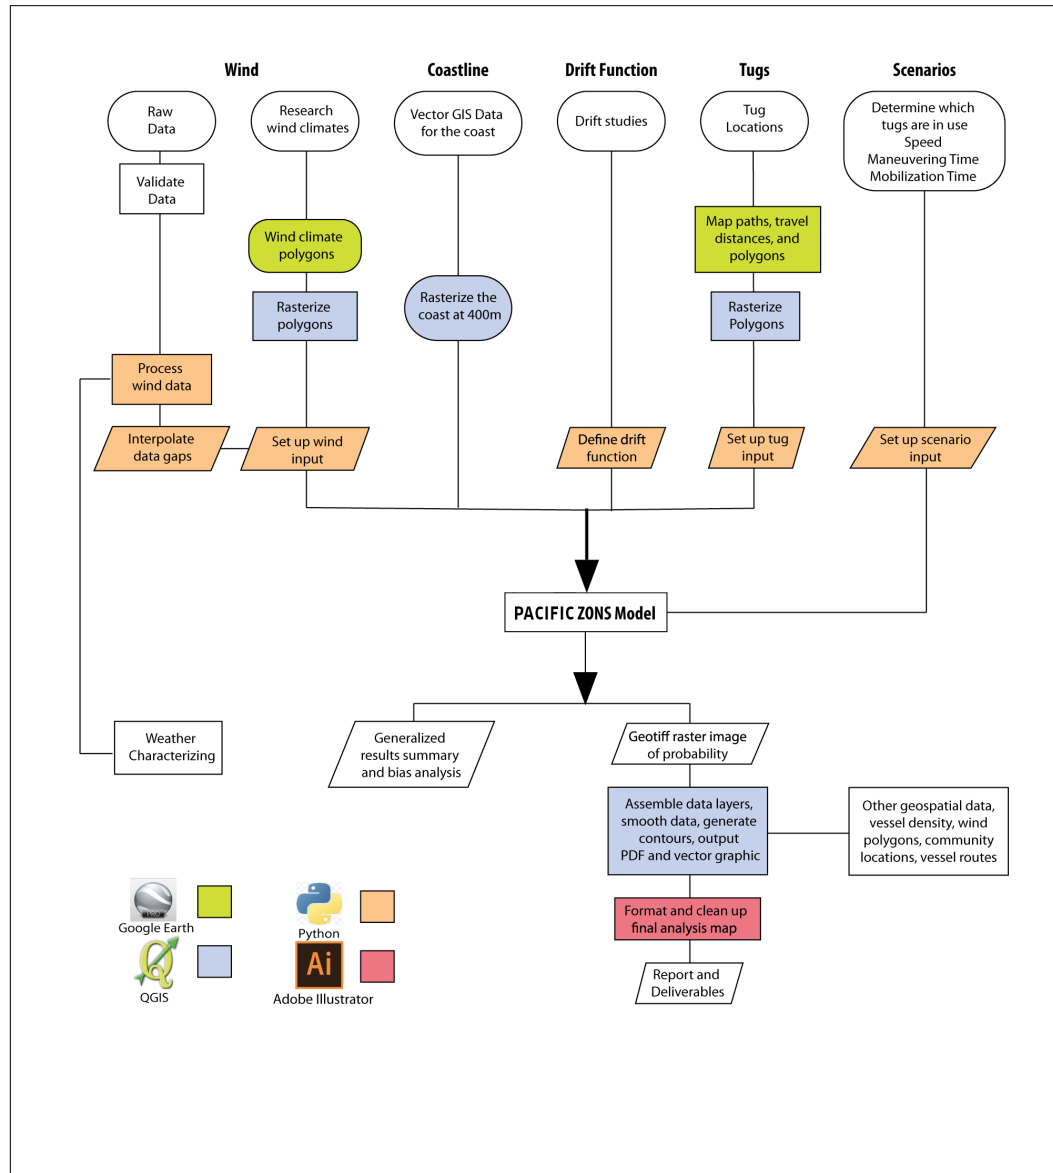 Wind
Coastline
Drift Function
Tugs
Scenarios
Raw
Data
Research
wind climates
Vector GIS Data
for the coast
Drift studies
Tug
Locations
Determine which
tugs are in use
Speed
Maneuvering Time
Mobilization Time
Validate
Data
Wind climate
polygons
Map paths, travel
distances, and
polygons
Rasterize
polygons
Rasterize the
coast at 400m
Rasterize
Polygons
Process
wind data
Interpolate
data gaps
Set up wind
input
Define drift
function
Set up tug
input
Set up scenario
input
PACIFIC ZONS Model
Weather
Characterizing
Generalized
results summary
and bias analysis
Geotiff raster image
of probability
Assemble data layers,
smooth data, generate
contours, output
PDF and vector graphic
Other geospatial data,
vessel density, wind
polygons, community
locations, vessel routes
Format and clean up
final analysis map
Report and
Deliverables
PRO
Google Earth
Python
QGIS
Ai
Adobe Illustrator